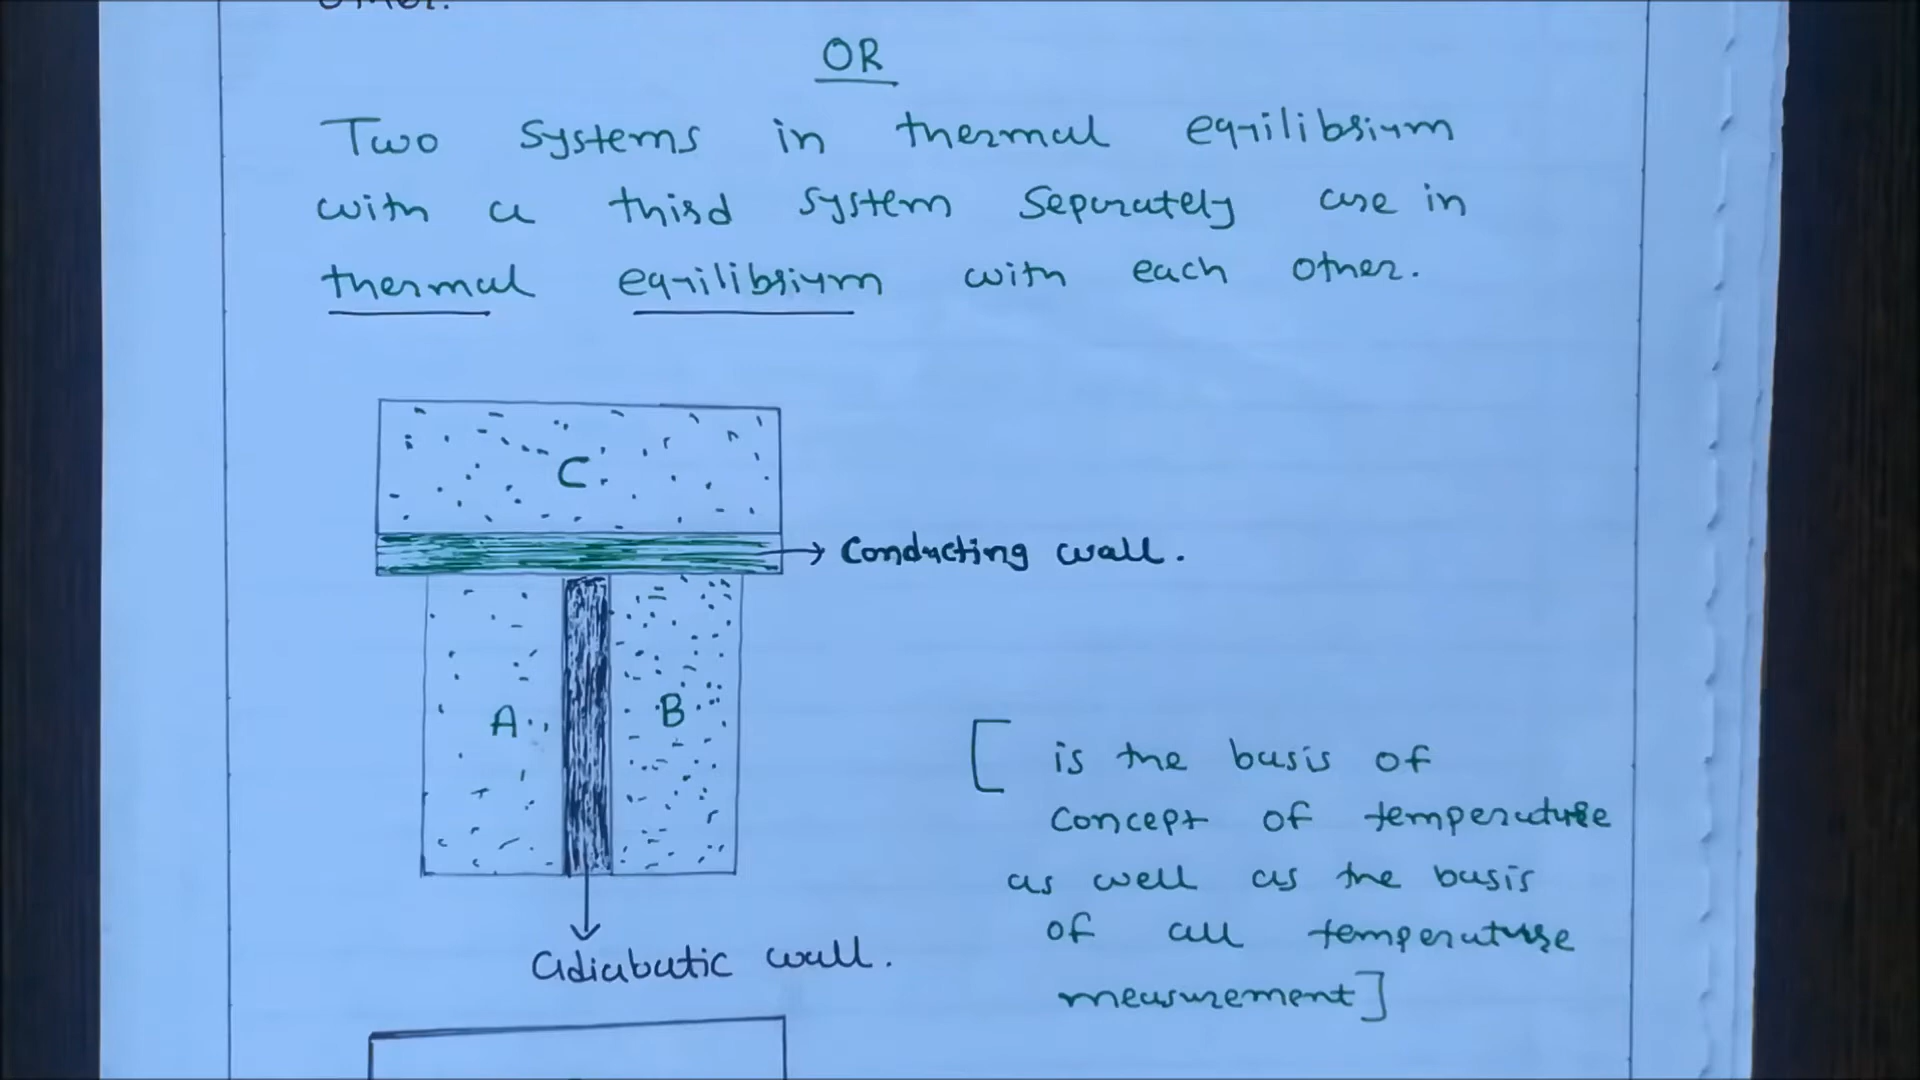 OR
Two systems in thermal equilibrium
with a third system separately are in
thermal equilibrium with each other.
C
Conducting wall.
A
B
[ is the basis of
concept of temperature
as well as the basis
of all temperature
measurement]
adiabatic wall.